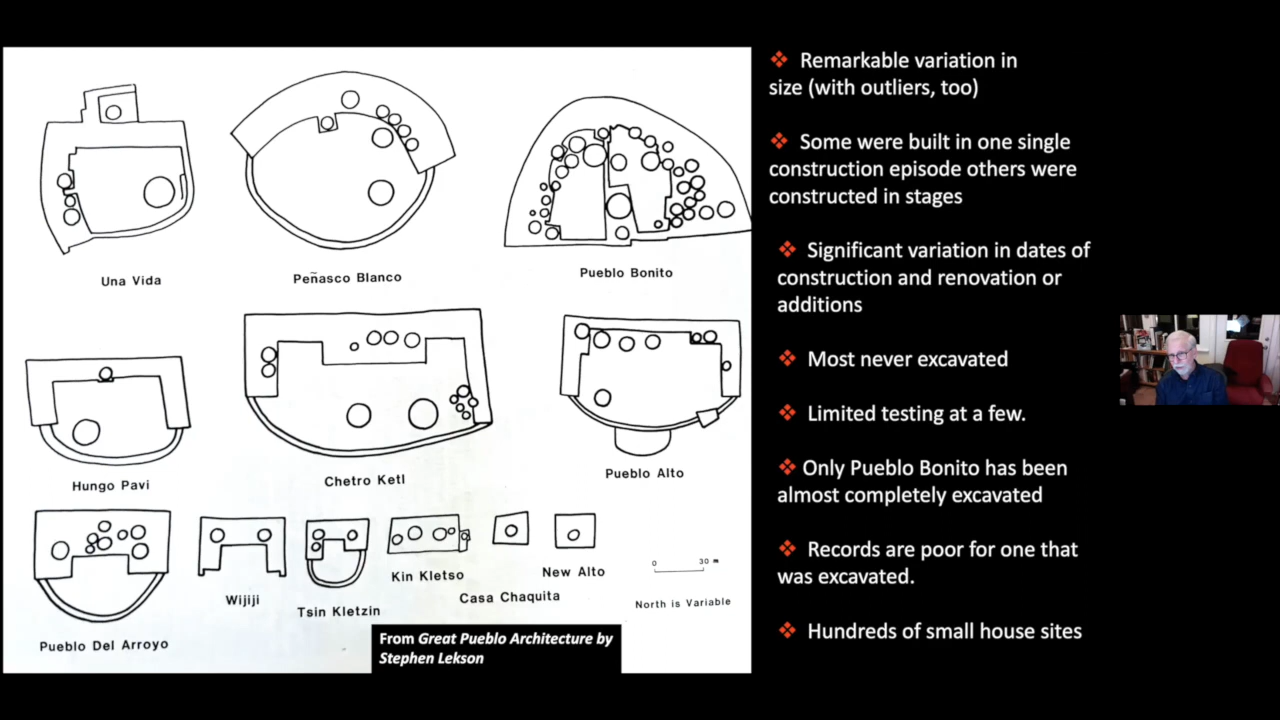 Una Vida
Peñasco Blanco
Pueblo Bonito
Hungo Pavi
Chetro Ketl
Pueblo Alto
Pueblo Del Arroyo
Wijiji
Tsin Kletzin
Kin Kletso
Casa Chaquita
New Alto
0 30 m
North is Variable
From Great Pueblo Architecture by
Stephen Lekson
❖ Remarkable variation in
size (with outliers, too)
❖ Some were built in one single
construction episode others were
constructed in stages
❖ Significant variation in dates of
construction and renovation or
additions
❖ Most never excavated
❖ Limited testing at a few.
❖ Only Pueblo Bonito has been
almost completely excavated
❖ Records are poor for one that
was excavated.
❖ Hundreds of small house sites